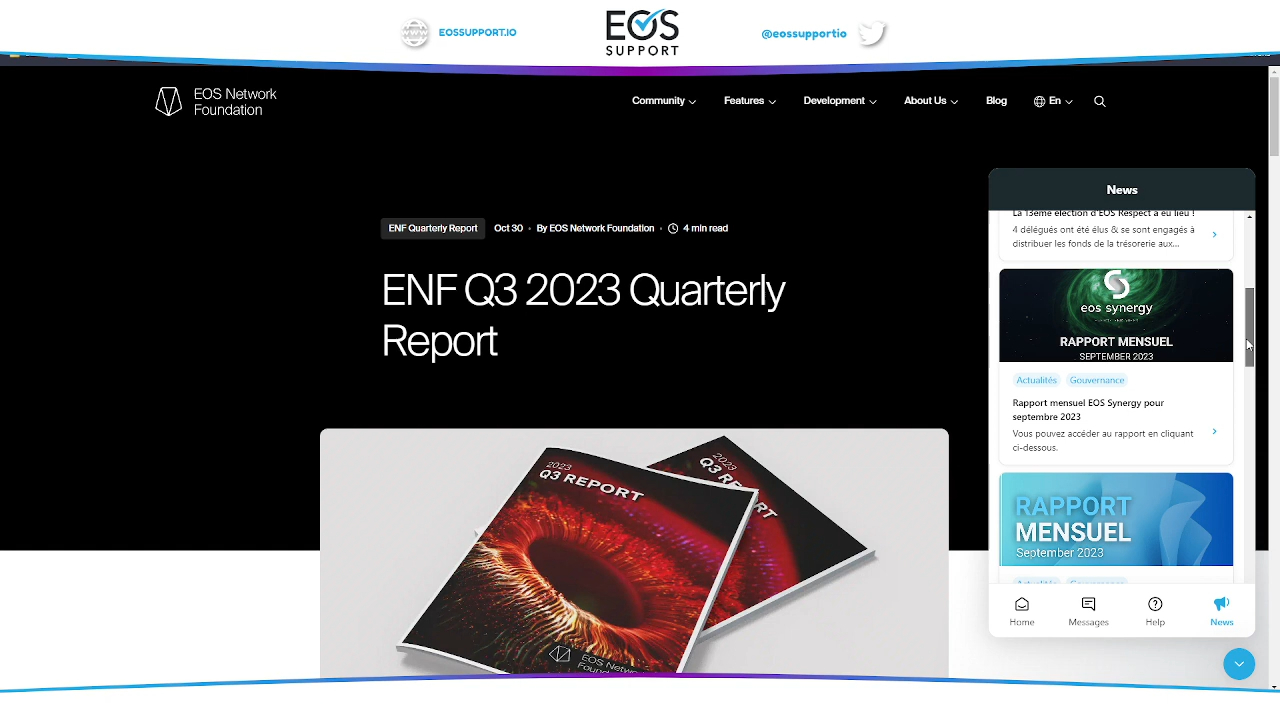 EOSSUPPORT.IO
EOS
SUPPORT
@eossupportio
EOS Network
Foundation
Community
Features
Development
About Us
Blog
En
ENF Quarterly Report
Oct 30 • By EOS Network Foundation • 4 min read
ENF Q3 2023 Quarterly
Report
2023
Q3 REPORT
2023
EOS Netwo
News
La 13ème élection d'EOS Respect a eu lieu !
4 délégués ont été élus & se sont engagés à
distribuer les fonds de la trésorerie aux...
eos synergy
RAPPORT MENSUEL
SEPTEMBER 2023
Actualités
Gouvernance
Rapport mensuel EOS Synergy pour
septembre 2023
Vous pouvez accéder au rapport en cliquant
ci-dessous.
RAPPORT
MENSUEL
September 2023
Home
Messages
Help
News